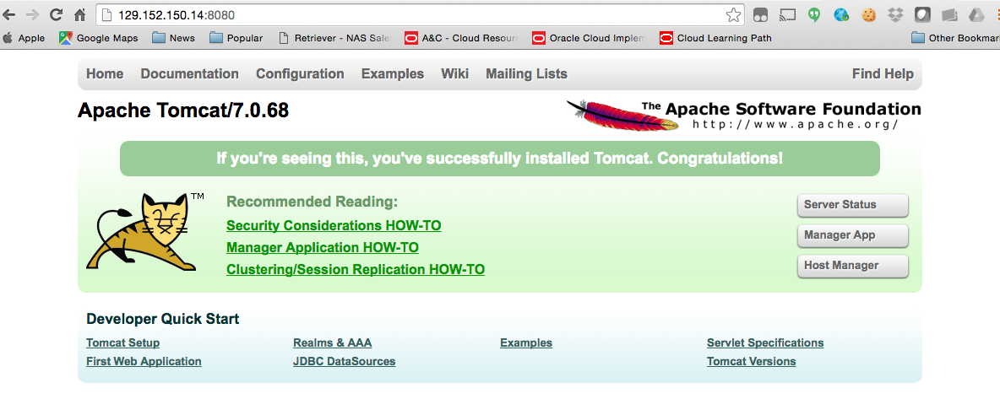 129.152.150.14:8080
Apple Google Maps News Popular Retriever - NAS Sale A&C - Cloud Resour Oracle Cloud Implem Cloud Learning Path Other Bookmar
Home Documentation Configuration Examples Wiki Mailing Lists Find Help
Apache Tomcat/7.0.68
The Apache Software Foundation
http://www.apache.org/
If you're seeing this, you've successfully installed Tomcat. Congratulations!
TM
Recommended Reading:
Security Considerations HOW-TO
Manager Application HOW-TO
Clustering/Session Replication HOW-TO
Server Status
Manager App
Host Manager
Developer Quick Start
Tomcat Setup Realms & AAA Examples Servlet Specifications
First Web Application JDBC DataSources Tomcat Versions